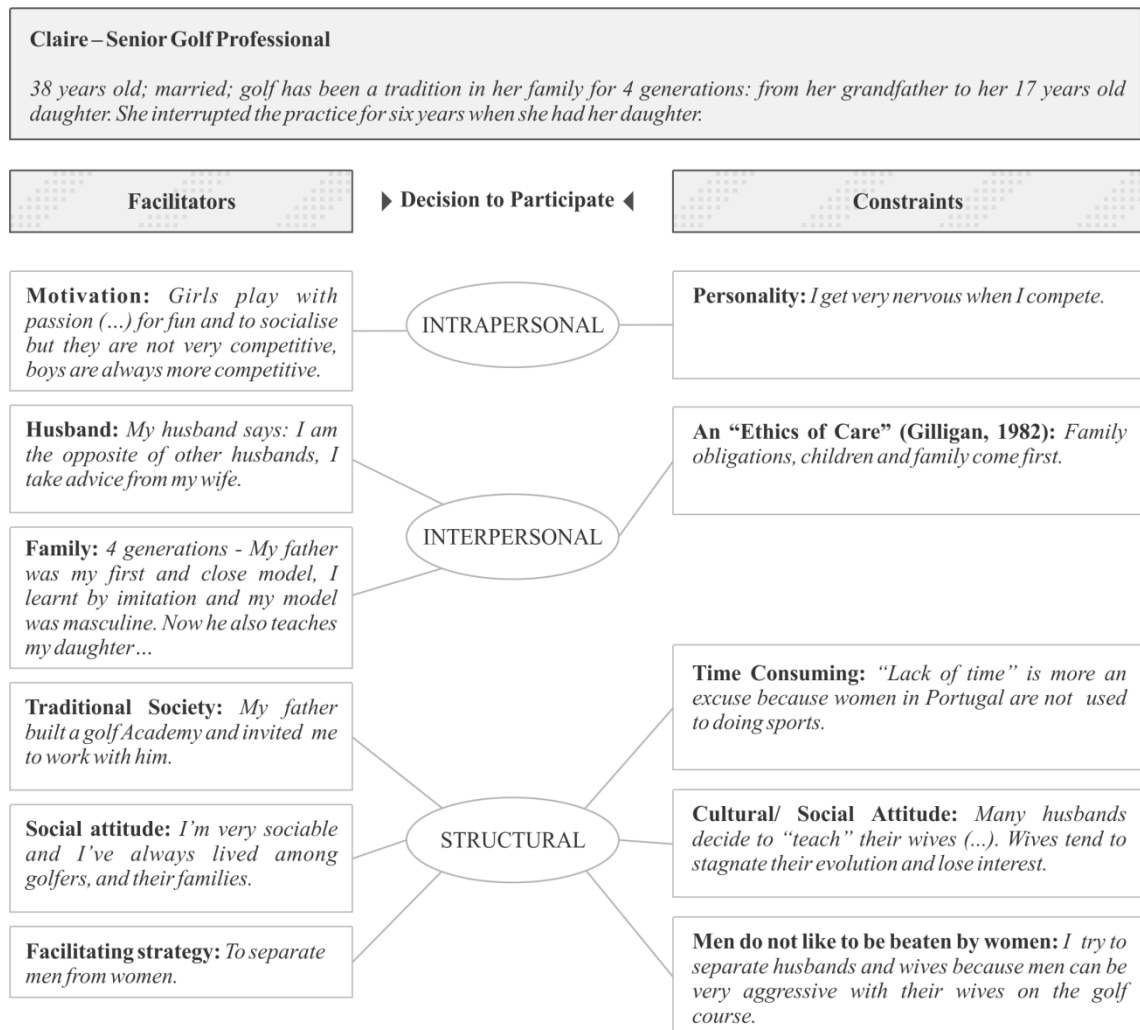 Claire – Senior Golf Professional
38 years old; married; golf has been a tradition in her family for 4 generations: from her grandfather to her 17 years old
daughter. She interrupted the practice for six years when she had her daughter.
Facilitators
Decision to Participate
Constraints
Motivation: Girls play with
passion (...) for fun and to socialise
but they are not very competitive,
boys are always more competitive.
INTRAPERSONAL
Personality: I get very nervous when I compete.
Husband: My husband says: I am
the opposite of other husbands, I
take advice from my wife.
Family: 4 generations - My father
was my first and close model, I
learnt by imitation and my model
was masculine. Now he also teaches
my daughter...
INTERPERSONAL
An “Ethics of Care” (Gilligan, 1982): Family
obligations, children and family come first.
Traditional Society: My father
built a golf Academy and invited me
to work with him.
Social attitude: I’m very sociable
and I’ve always lived among
golfers, and their families.
Facilitating strategy: To separate
men from women.
STRUCTURAL
Time Consuming: “Lack of time” is more an
excuse because women in Portugal are not used
to doing sports.
Cultural/ Social Attitude: Many husbands
decide to “teach” their wives (...). Wives tend to
stagnate their evolution and lose interest.
Men do not like to be beaten by women: I try to
separate husbands and wives because men can be
very aggressive with their wives on the golf
course.